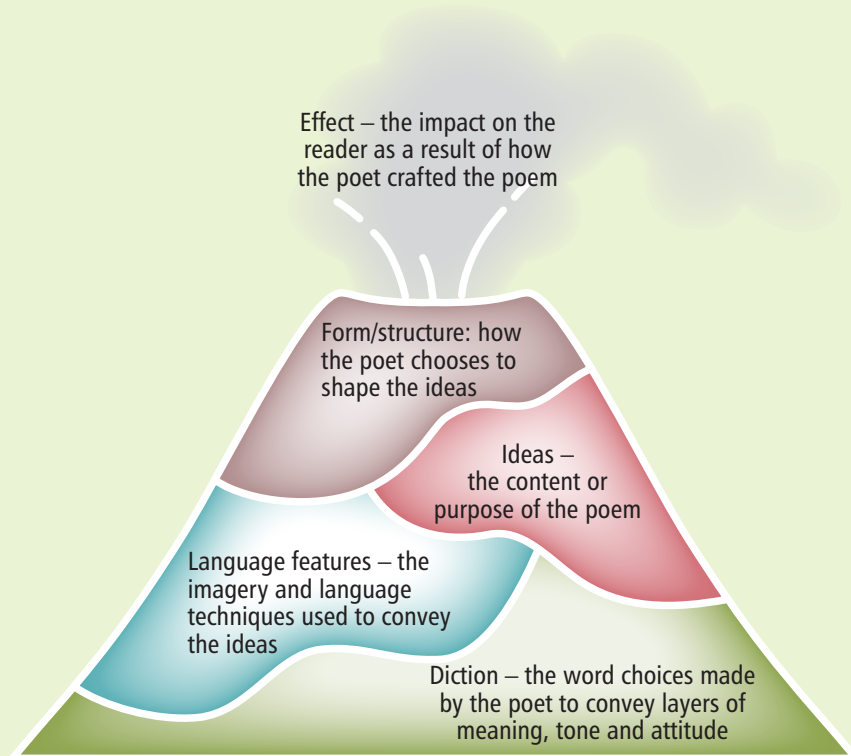 Effect – the impact on the
reader as a result of how
the poet crafted the poem
Form/structure: how
the poet chooses to
shape the ideas
Ideas –
the content or
purpose of the poem
Language features – the
imagery and language
techniques used to convey
the ideas
Diction – the word choices made
by the poet to convey layers of
meaning, tone and attitude